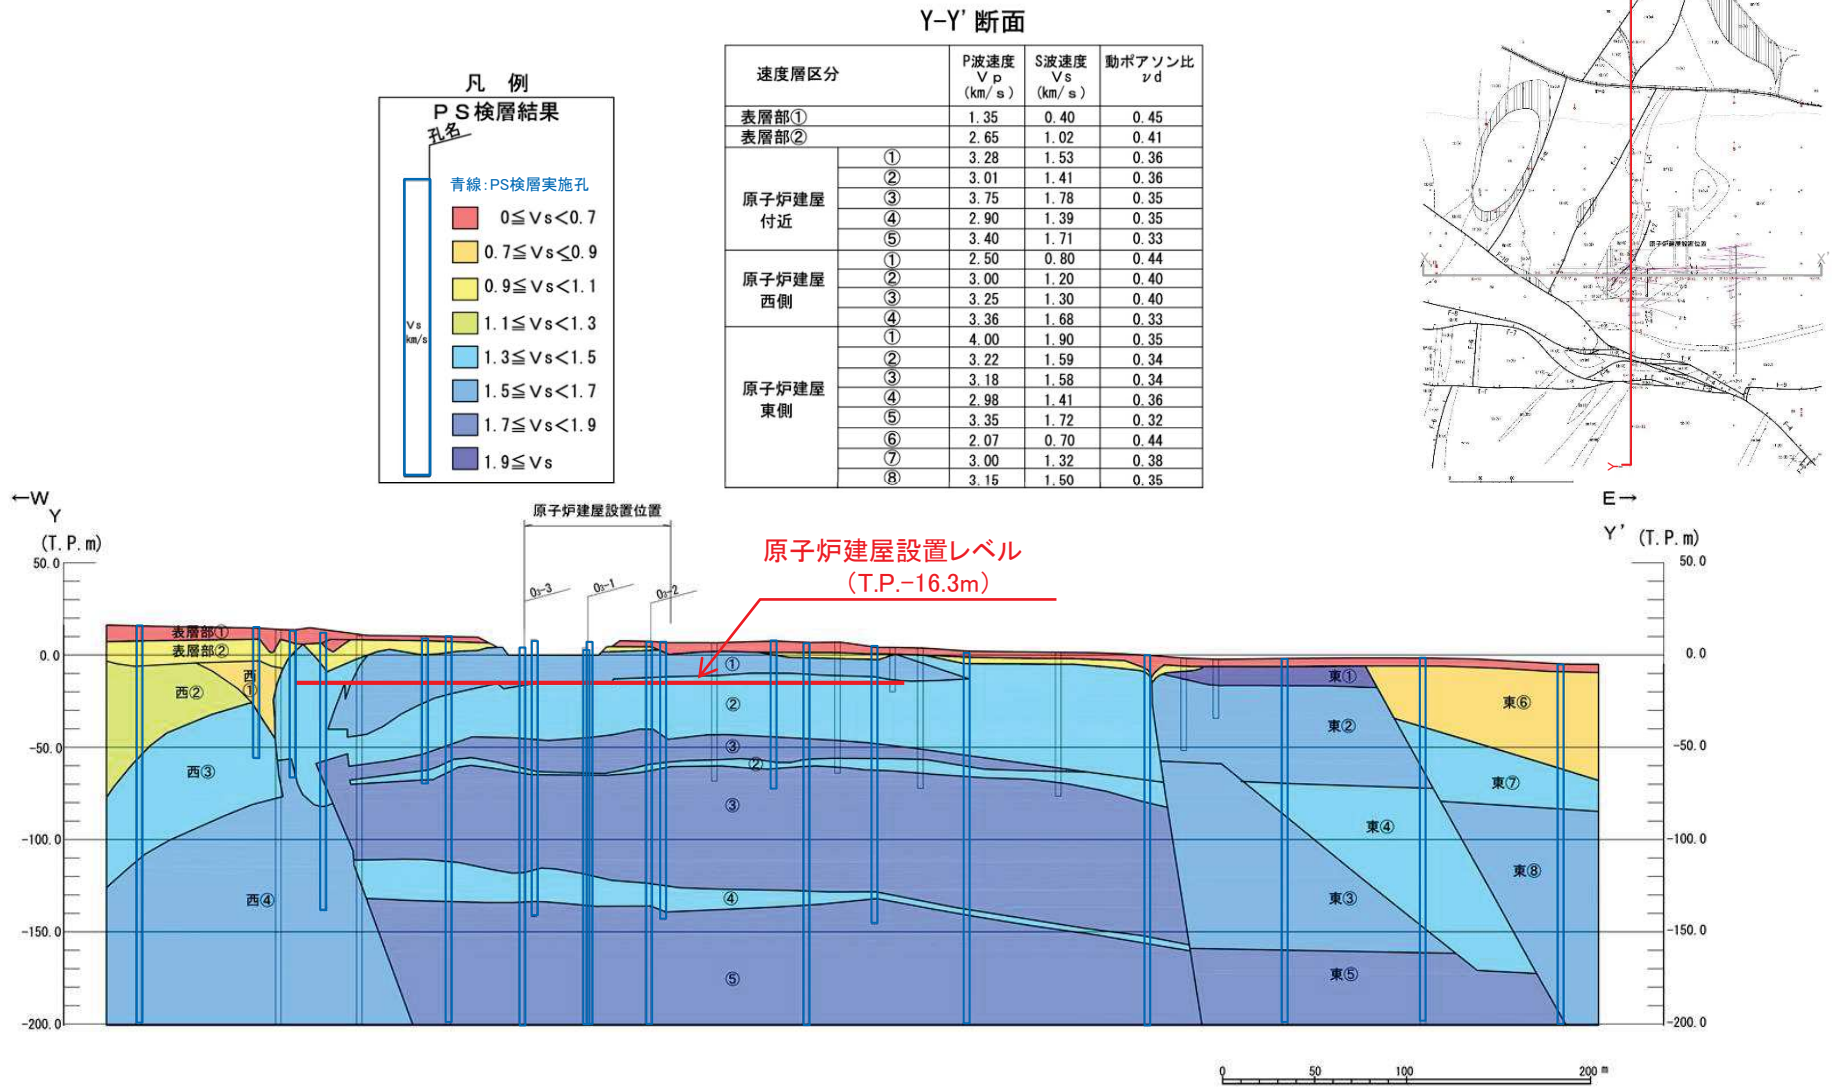 Y-Y' 断面
凡 例
PS検層結果
孔名
青線:PS検層実施孔
Vs
km/s
0≦Vs<0.7
0.7≦Vs≦0.9
0.9≦Vs<1.1
1.1≦Vs<1.3
1.3≦Vs<1.5
1.5≦Vs<1.7
1.7≦Vs<1.9
1.9≦Vs
速度層区分 P波速度 Vp (km/s) S波速度 Vs (km/s) 動ポアソン比 νd
表層部① 1.35 0.40 0.45
表層部② 2.65 1.02 0.41
原子炉建屋付近
① 3.28 1.53 0.36
② 3.01 1.41 0.36
③ 3.75 1.78 0.35
④ 2.90 1.39 0.35
⑤ 3.40 1.71 0.33
原子炉建屋西側
① 2.50 0.80 0.44
② 3.00 1.20 0.40
③ 3.25 1.30 0.40
④ 3.36 1.68 0.33
原子炉建屋東側
① 4.00 1.90 0.35
② 3.22 1.59 0.34
③ 3.18 1.58 0.34
④ 2.98 1.41 0.36
⑤ 3.35 1.72 0.32
⑥ 2.07 0.70 0.44
⑦ 3.00 1.32 0.38
⑧ 3.15 1.50 0.35
原子炉建屋設置位置
X
X'
Y
←W
Y
(T.P.m)
E→
Y' (T.P.m)
原子炉建屋設置位置
原子炉建屋設置レベル
(T.P.-16.3m)
O3-3
O3-1
O3-2
50.0
0.0
-50.0
-100.0
-150.0
-200.0
50.0
0.0
-50.0
-100.0
-150.0
-200.0
表層部①
表層部②
西①
西②
西③
西④
①
②
③
②
③
④
⑤
東①
東②
東③
東④
東⑤
東⑥
東⑦
東⑧
0 50 100 200 m